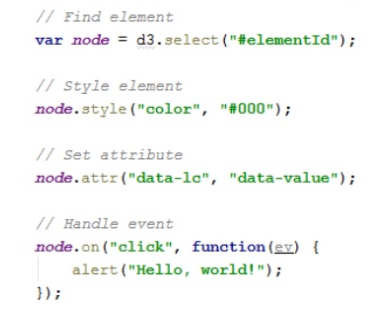 // Find element
var node = d3.select("#elementId");
// Style element
node.style("color", "#000");
// Set attribute
node.attr("data-lc", "data-value");
// Handle event
node.on("click", function(ev) {
    alert("Hello, world!");
});